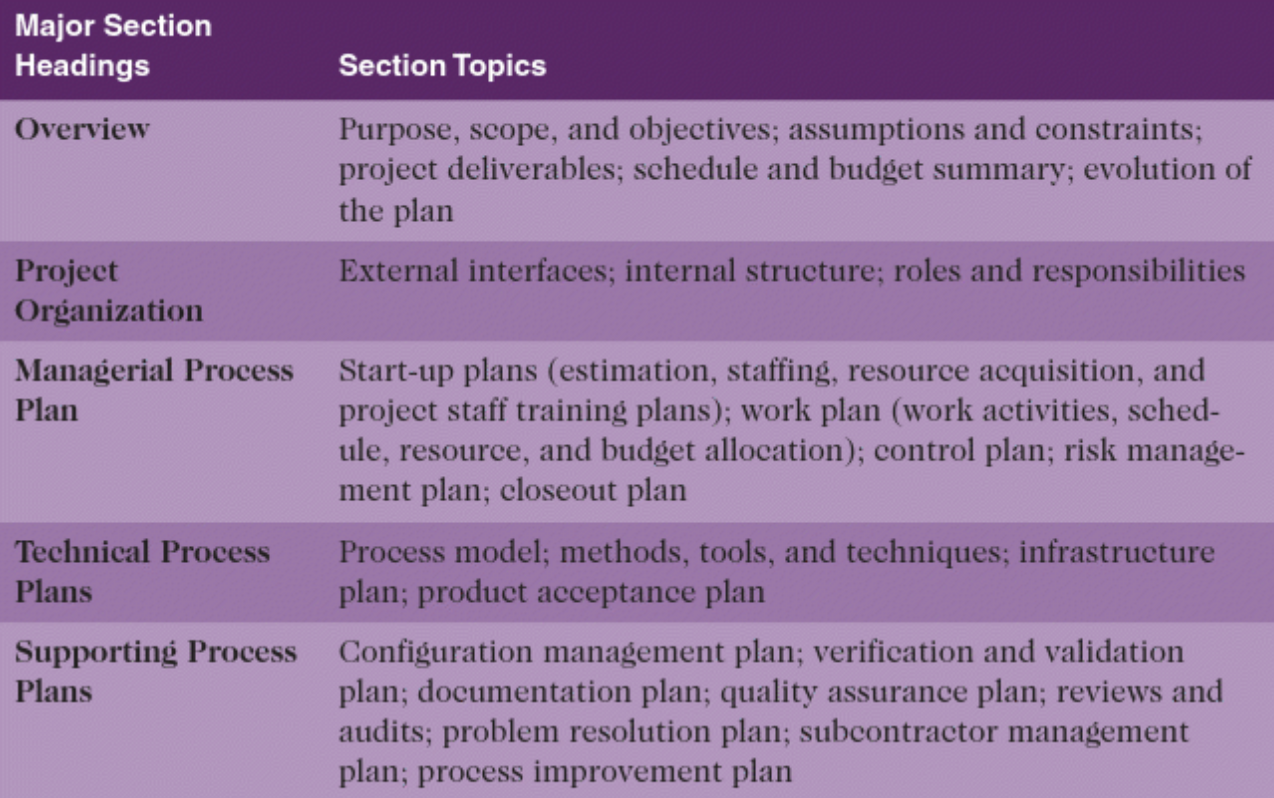 Major Section
Headings
Section Topics
Overview
Purpose, scope, and objectives; assumptions and constraints;
project deliverables; schedule and budget summary; evolution of
the plan
Project
Organization
External interfaces; internal structure; roles and responsibilities
Managerial Process
Plan
Start-up plans (estimation, staffing, resource acquisition, and
project staff training plans); work plan (work activities, sched-
ule, resource, and budget allocation); control plan; risk manage-
ment plan; closeout plan
Technical Process
Plans
Process model; methods, tools, and techniques; infrastructure
plan; product acceptance plan
Supporting Process
Plans
Configuration management plan; verification and validation
plan; documentation plan; quality assurance plan; reviews and
audits; problem resolution plan; subcontractor management
plan; process improvement plan